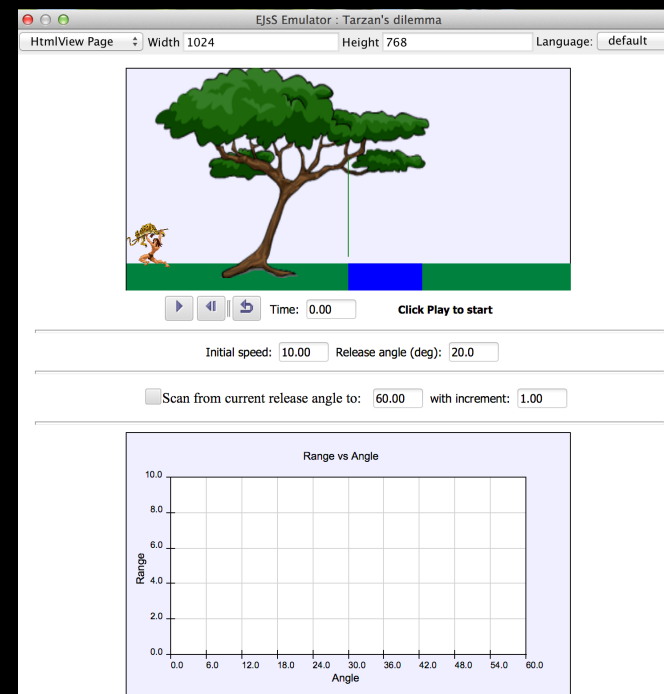 EJsS Emulator : Tarzan's dilemma
HtmlView Page Width 1024 Height 768 Language: default
Time: 0.00 Click Play to start
Initial speed: 10.00 Release angle (deg): 20.0
Scan from current release angle to: 60.00 with increment: 1.00
Range vs Angle
10.0
8.0
6.0
Range
4.0
2.0
0.0
0.0 6.0 12.0 18.0 24.0 30.0 36.0 42.0 48.0 54.0 60.0
Angle